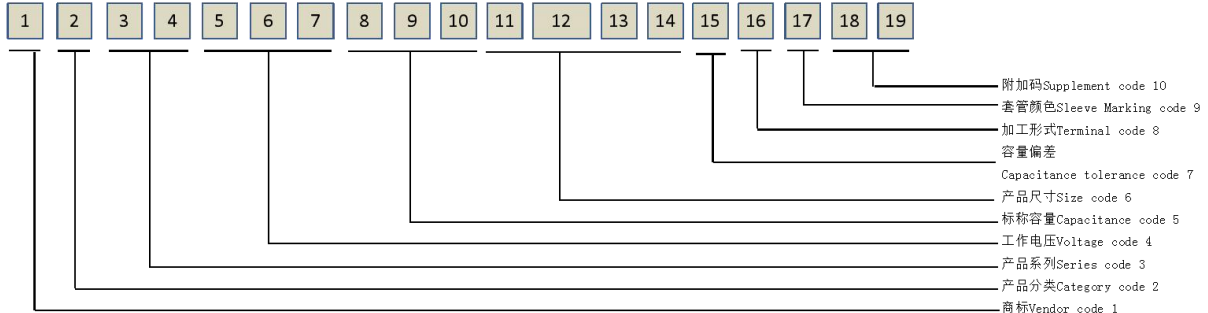 1 2 3 4 5 6 7 8 9 10 11 12 13 14 15 16 17 18 19
附加码Supplement code 10
套管颜色Sleeve Marking code 9
加工形式Terminal code 8
容量偏差
Capacitance tolerance code 7
产品尺寸Size code 6
标称容量Capacitance code 5
工作电压Voltage code 4
产品系列Series code 3
产品分类Category code 2
商标Vendor code 1